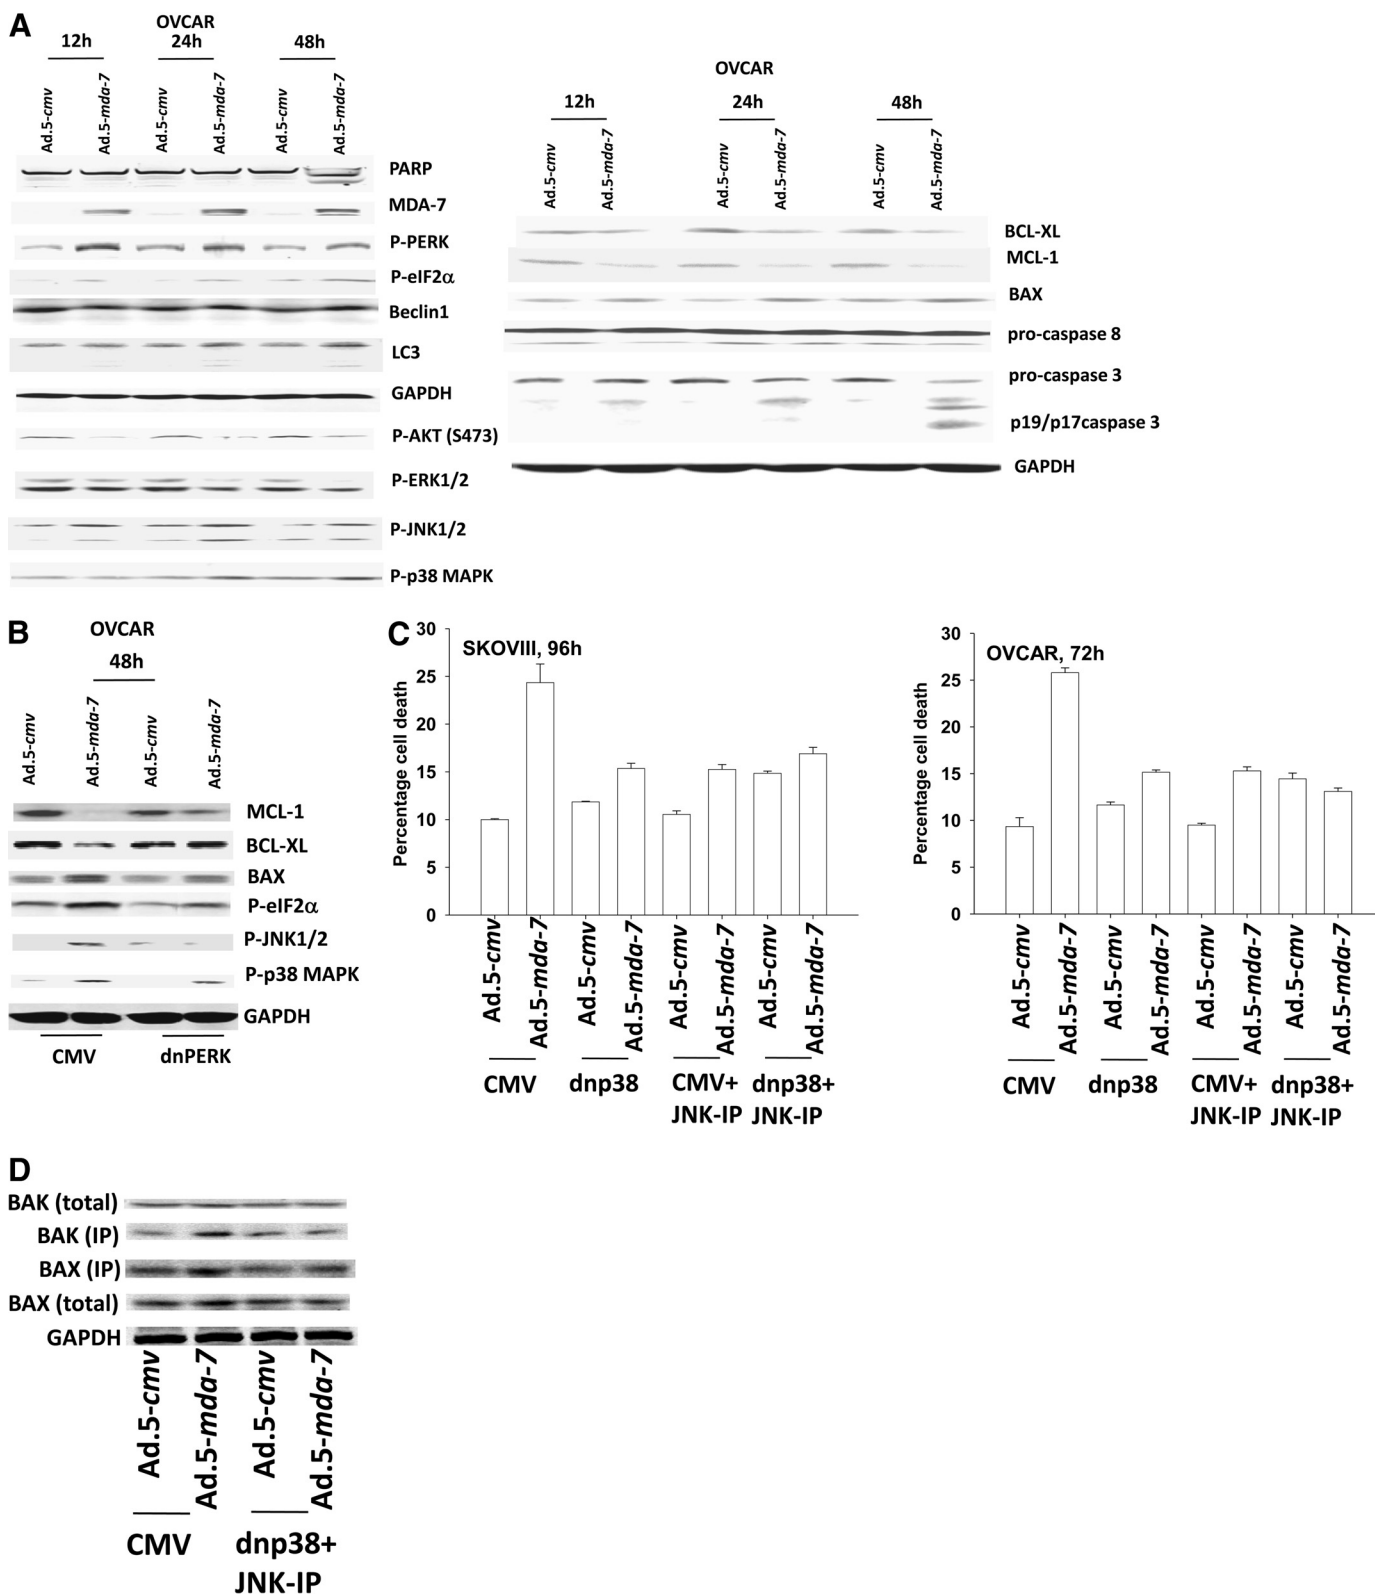 A
OVCAR
12h 24h 48h
Ad.5-cmv Ad.5-mda-7 Ad.5-cmv Ad.5-mda-7 Ad.5-cmv Ad.5-mda-7
PARP
MDA-7
P-PERK
P-eIF2α
Beclin1
LC3
GAPDH
P-AKT (S473)
P-ERK1/2
P-JNK1/2
P-p38 MAPK
OVCAR
12h 24h 48h
Ad.5-cmv Ad.5-mda-7 Ad.5-cmv Ad.5-mda-7 Ad.5-cmv Ad.5-mda-7
BCL-XL
MCL-1
BAX
pro-caspase 8
pro-caspase 3
p19/p17caspase 3
GAPDH
B
OVCAR
48h
Ad.5-cmv Ad.5-mda-7 Ad.5-cmv Ad.5-mda-7
MCL-1
BCL-XL
BAX
P-eIF2α
P-JNK1/2
P-p38 MAPK
GAPDH
CMV dnPERK
C
SKOVIII, 96h
Percentage cell death
30
25
20
15
10
5
0
Ad.5-cmv Ad.5-mda-7 Ad.5-cmv Ad.5-mda-7 Ad.5-cmv Ad.5-mda-7 Ad.5-cmv Ad.5-mda-7
CMV dnp38 CMV+ dnp38+
JNK-IP JNK-IP
OVCAR, 72h
Percentage cell death
30
25
20
15
10
5
0
Ad.5-cmv Ad.5-mda-7 Ad.5-cmv Ad.5-mda-7 Ad.5-cmv Ad.5-mda-7 Ad.5-cmv Ad.5-mda-7
CMV dnp38 CMV+ dnp38+
JNK-IP JNK-IP
D
BAK (total)
BAK (IP)
BAX (IP)
BAX (total)
GAPDH
Ad.5-cmv Ad.5-mda-7 Ad.5-cmv Ad.5-mda-7
CMV dnp38+
JNK-IP